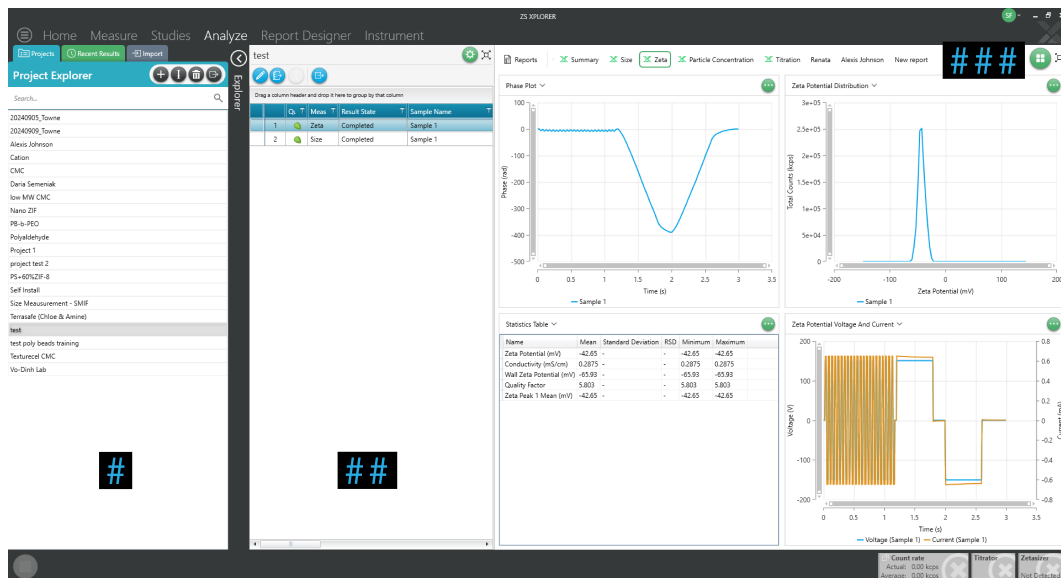 ZS XPLORER
SF
Home Measure Studies Analyze Report Designer Instrument
Projects Recent Results Import
Project Explorer
Search...
20240905_Towne
20240909_Towne
Alexis Johnson
Cation
CMC
Daria Semeniak
low MW CMC
Nano ZIF
PB-b-PEO
Polyaldehyde
Project 1
project test 2
PS+60%ZIF-8
Self Install
Size Meausurement - SMIF
Terrasafe (Chloe & Amine)
test
test poly beads training
Texturecel CMC
Vo-Dinh Lab
#
Explorer
test
Drag a column header and drop it here to group by that column
Qu Meas Result State Sample Name
1 Zeta Completed Sample 1
2 Size Completed Sample 1
##
Reports Summary Size Zeta Particle Concentration Titration Renata Alexis Johnson New report
###
Phase Plot
Phase (rad)
100
0
-100
-200
-300
-400
-500
0 0.5 1 1.5 2 2.5 3 3.5
Time (s)
Sample 1
Zeta Potential Distribution
Total Counts (kcps)
3e+05
2.5e+05
2e+05
1.5e+05
1e+05
5e+04
0
-200 -100 0 100 200
Zeta Potential (mV)
Sample 1
Statistics Table
Name Mean Standard Deviation RSD Minimum Maximum
Zeta Potential (mV) -42.65 - - -42.65 -42.65
Conductivity (mS/cm) 0.2875 - - 0.2875 0.2875
Wall Zeta Potential (mV) -65.93 - - -65.93 -65.93
Quality Factor 5.803 - - 5.803 5.803
Zeta Peak 1 Mean (mV) -42.65 - - -42.65 -42.65
Zeta Potential Voltage And Current
Voltage (V)
200
100
0
-100
-200
0.8
0.6
0.4
0.2
0
-0.2
-0.4
-0.6
-0.8
Current (mA)
0 0.5 1 1.5 2 2.5 3 3.5
Time (s)
Voltage (Sample 1) Current (Sample 1)
Count rate
Actual: 0.00 kcps
Average: 0.00 kcps
Titrator
Zetasizer
Not Detected